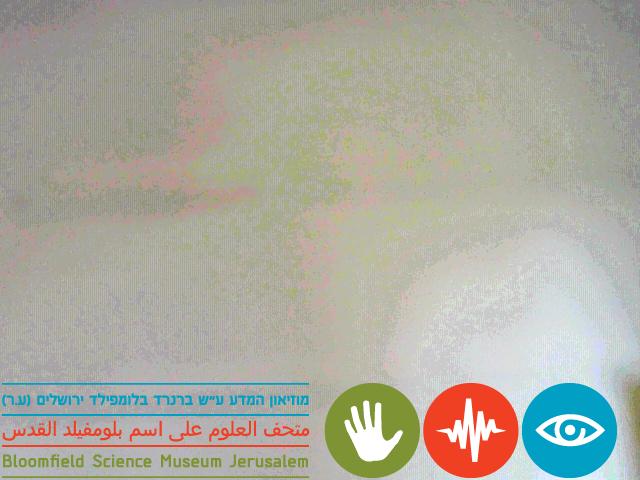 מוזיאון המדע ע״ש ברנרד בלומפילד ירושלים (ע.ר)
متحف العلوم على اسم بلومفيلد القدس
Bloomfield Science Museum Jerusalem